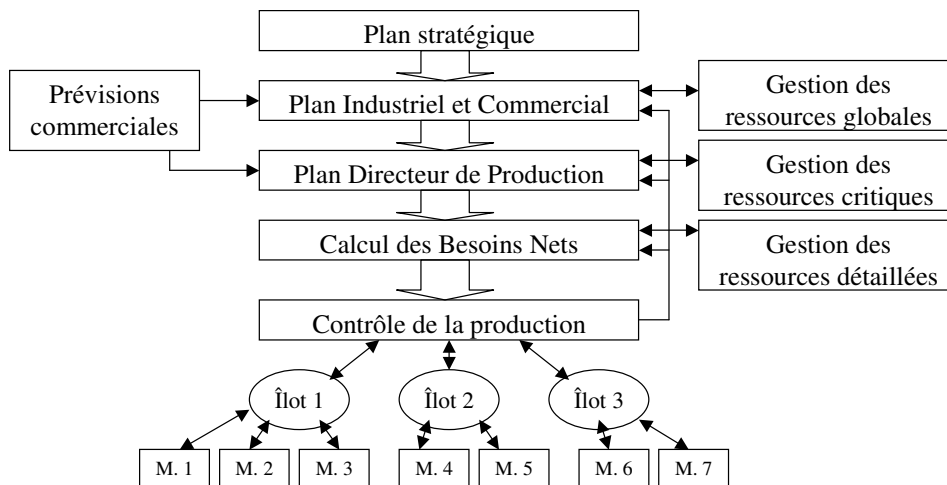 Plan stratégique
Prévisions
commerciales
Plan Industriel et Commercial
Gestion des
ressources globales
Plan Directeur de Production
Gestion des
ressources critiques
Calcul des Besoins Nets
Gestion des
ressources détaillées
Contrôle de la production
Îlot 1
Îlot 2
Îlot 3
M. 1
M. 2
M. 3
M. 4
M. 5
M. 6
M. 7